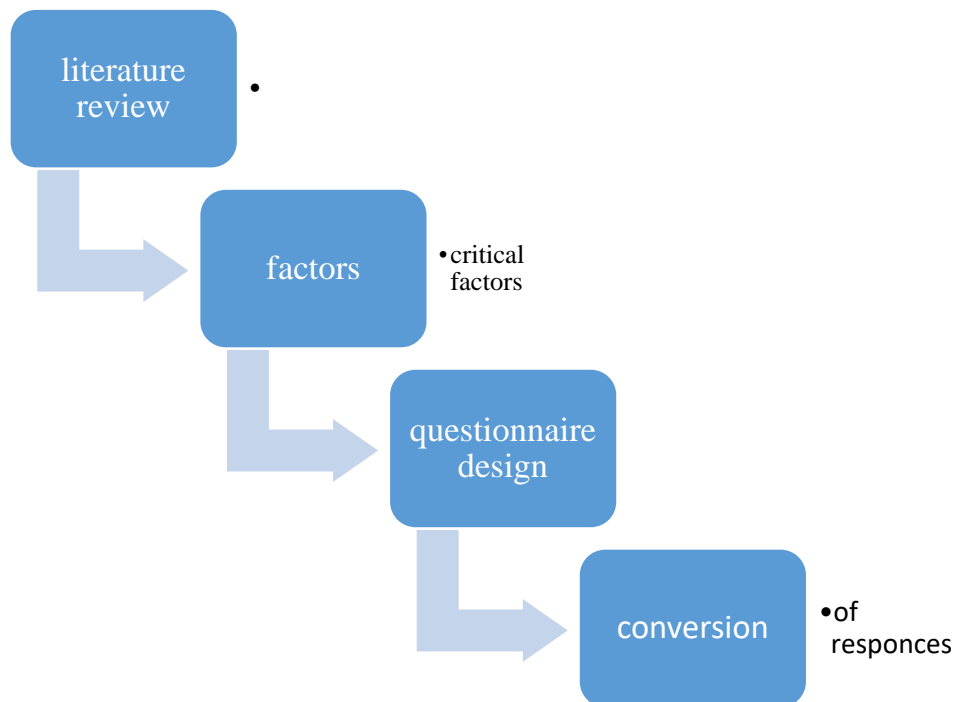 literature
review
•
factors
•critical
factors
questionnaire
design
conversion
•of
responces